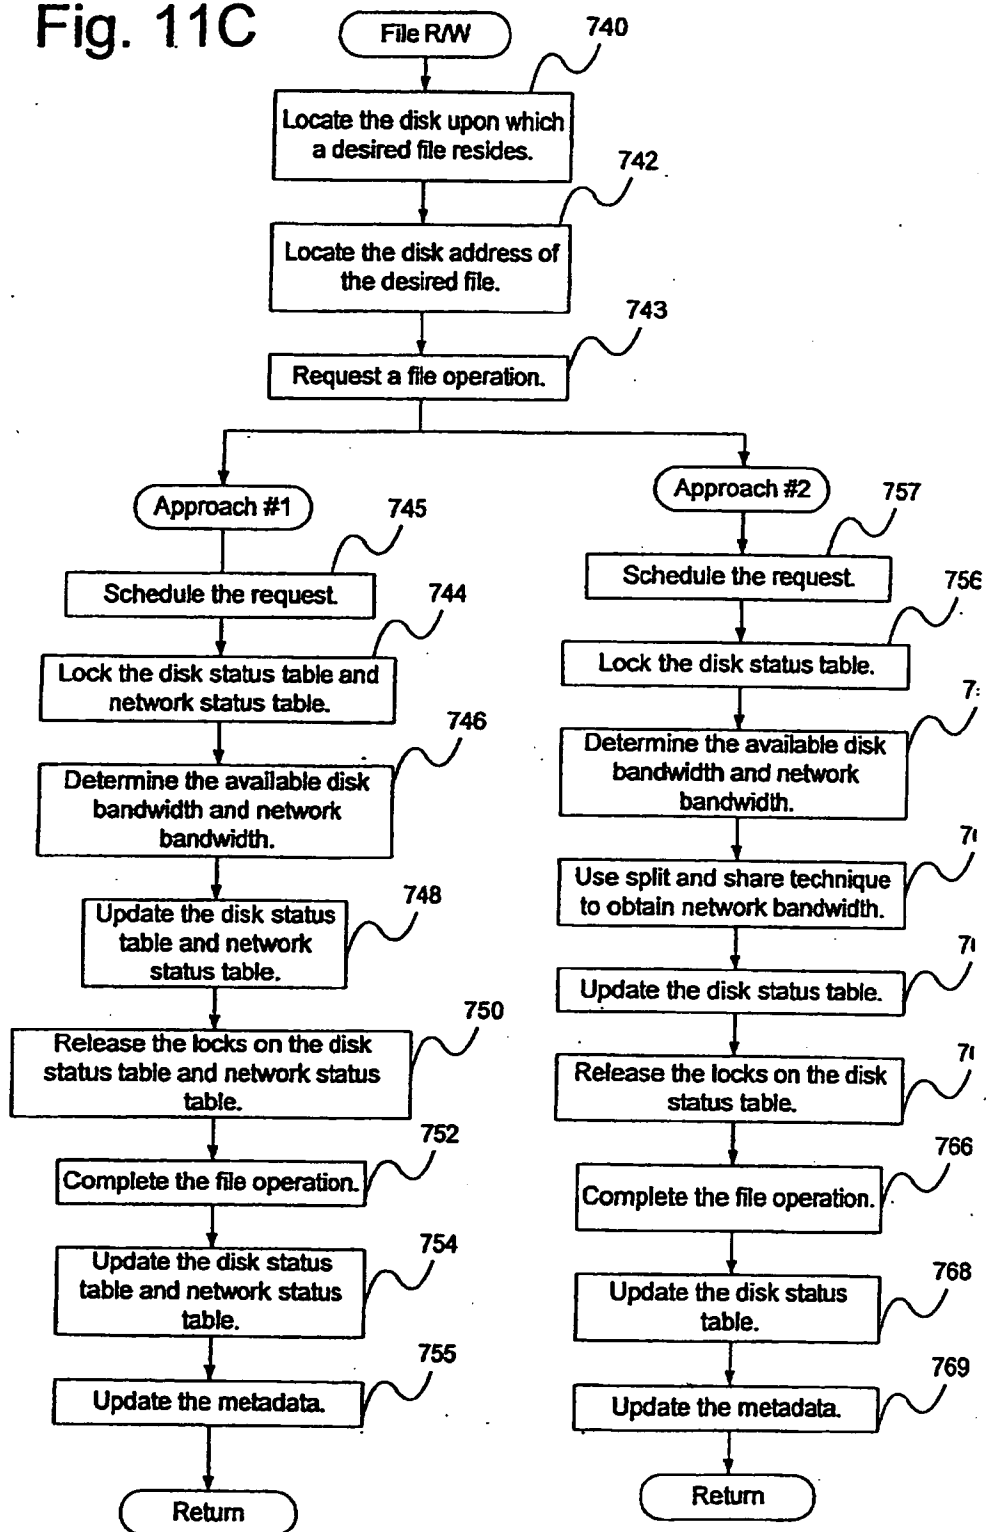 Fig. 11C
File R/W
740
Locate the disk upon which
a desired file resides.
742
Locate the disk address of
the desired file.
743
Request a file operation.
Approach #1
745
Schedule the request.
744
Lock the disk status table and
network status table.
746
Determine the available disk
bandwidth and network
bandwidth.
748
Update the disk status
table and network
status table.
750
Release the locks on the disk
status table and network status
table.
752
Complete the file operation.
754
Update the disk status
table and network status
table.
755
Update the metadata.
Return
Approach #2
757
Schedule the request.
756
Lock the disk status table.
Determine the available disk
bandwidth and network
bandwidth.
Use split and share technique
to obtain network bandwidth.
Update the disk status table.
Release the locks on the disk
status table.
766
Complete the file operation.
768
Update the disk status
table.
769
Update the metadata.
Return